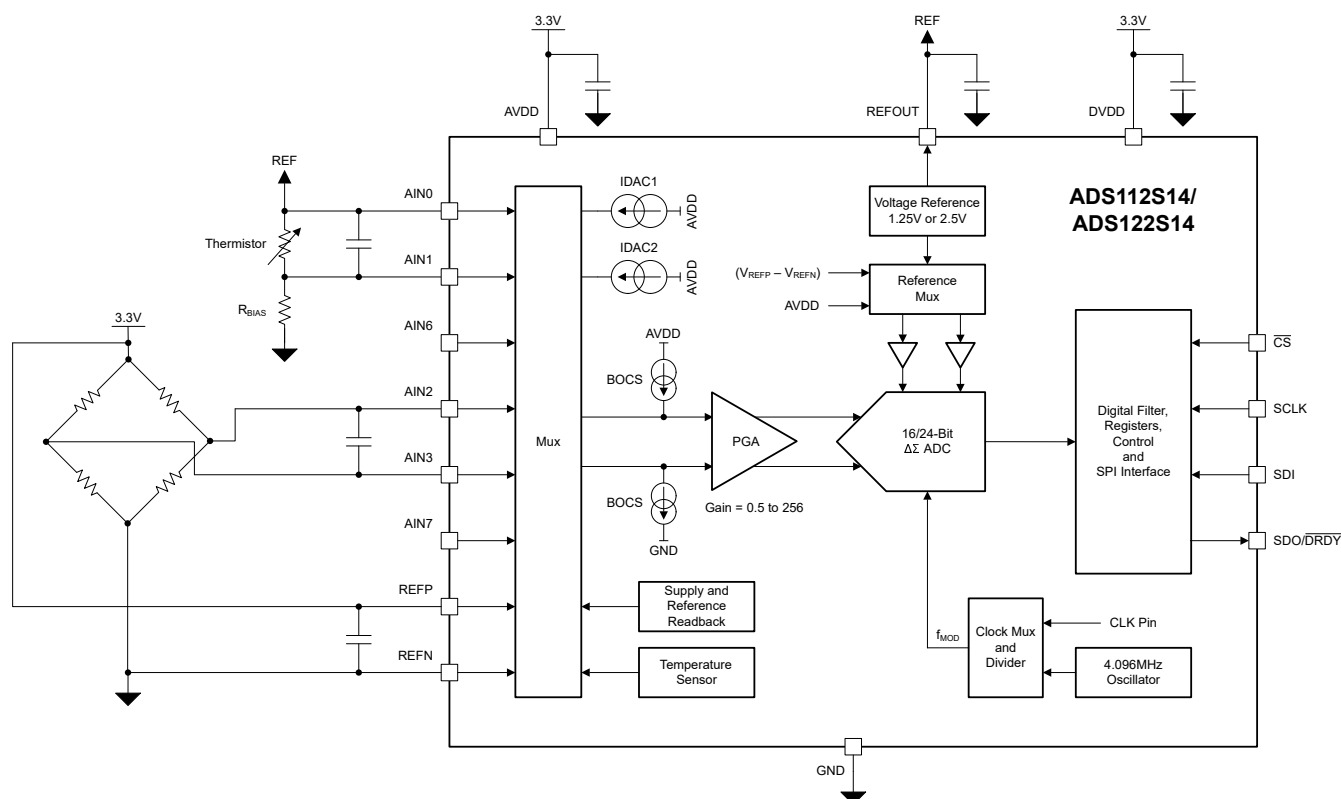 3.3V
REF
3.3V
AVDD
REFOUT
DVDD
REF
AIN0
IDAC1
AVDD
Voltage Reference
1.25V or 2.5V
ADS112S14/
ADS122S14
Thermistor
AIN1
IDAC2
AVDD
(VREFP – VREFN)
Reference
Mux
AVDD
RBIAS
3.3V
AIN6
AVDD
CS
BOCS
AIN2
SCLK
Mux
PGA
16/24-Bit
ΔΣ ADC
Digital Filter,
Registers,
Control
and
SPI Interface
AIN3
SDI
BOCS
Gain = 0.5 to 256
AIN7
GND
SDO/DRDY
REFP
Supply and
Reference
Readback
fMOD
Clock Mux
and
Divider
CLK Pin
REFN
Temperature
Sensor
4.096MHz
Oscillator
GND